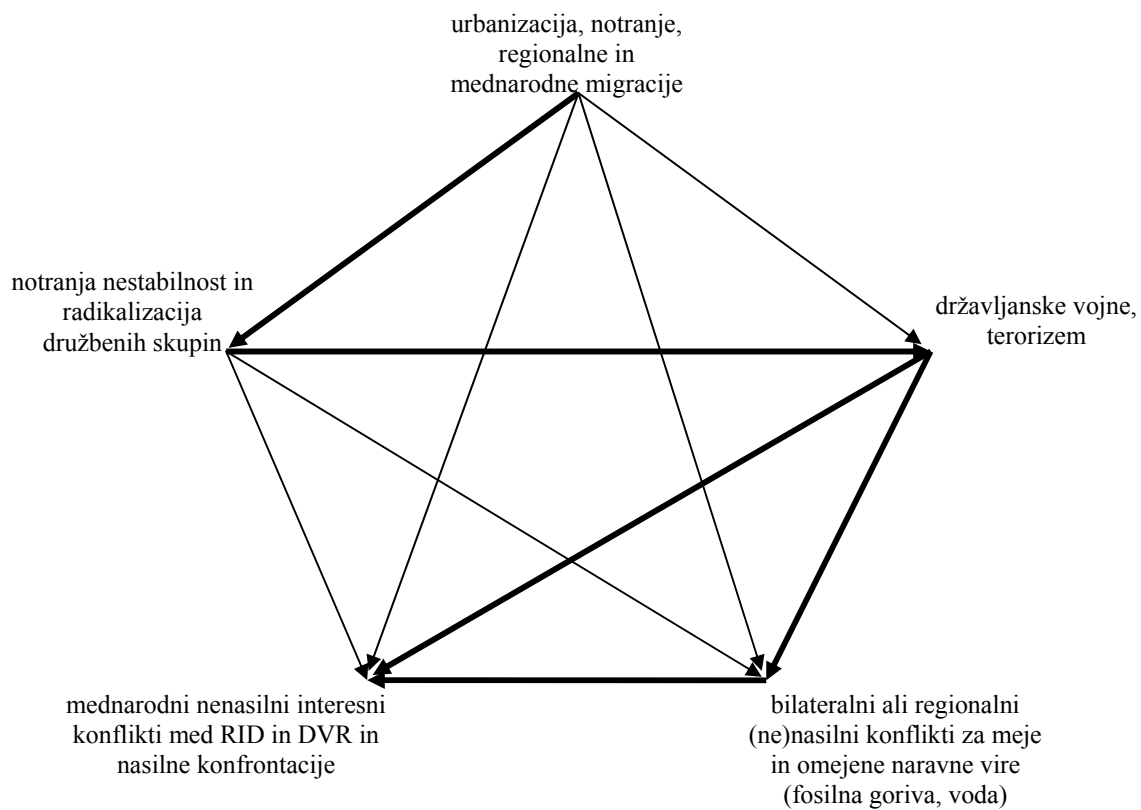 urbanizacija, notranje,
regionalne in
mednarodne migracije
notranja nestabilnost in
radikalizacija
družbenih skupin
državljanske vojne,
terorizem
mednarodni nenasilni interesni
konflikti med RID in DVR in
nasilne konfrontacije
bilateralni ali regionalni
(ne)nasilni konflikti za meje
in omejene naravne vire
(fosilna goriva, voda)